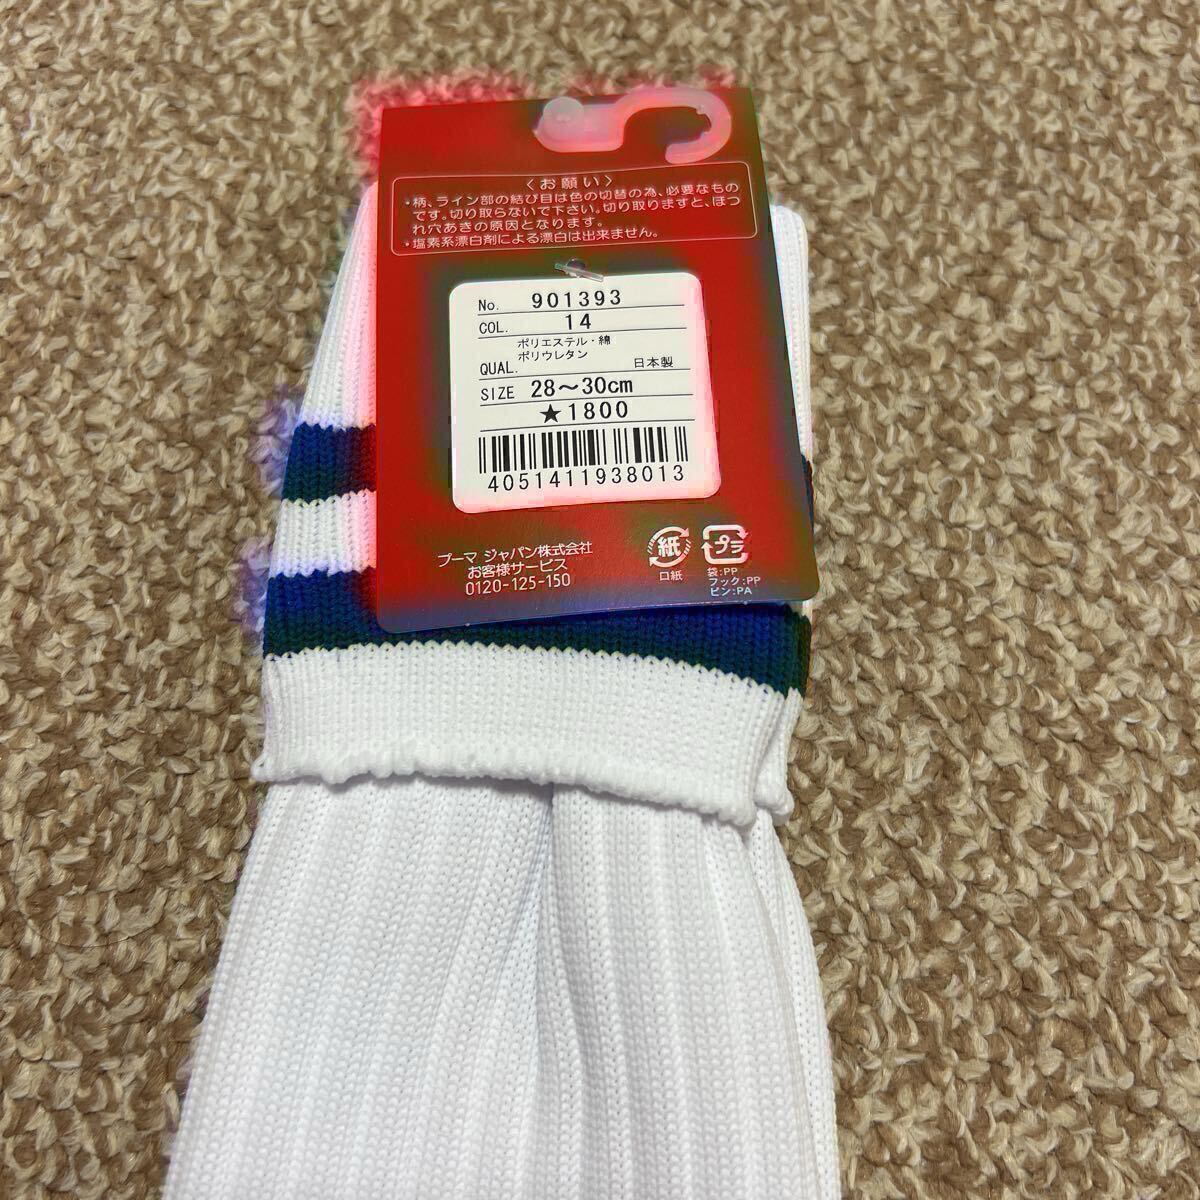 〈お願い〉
・柄、ライン部の結び目は色の切替の為、必要なもの
です。切り取らないで下さい。切り取りますと、ほつ
れ穴あきの原因となります。
・塩素系漂白剤による漂白は出来ません。
No. 901393
COL. 14
ポリエステル・綿
ポリウレタン
QUAL. 日本製
SIZE 28〜30cm
★1800
4051411938013
プーマ ジャパン株式会社
お客様サービス
0120-125-150
紙
口紙
プラ
袋:PP
フック:PP
ピン:PA